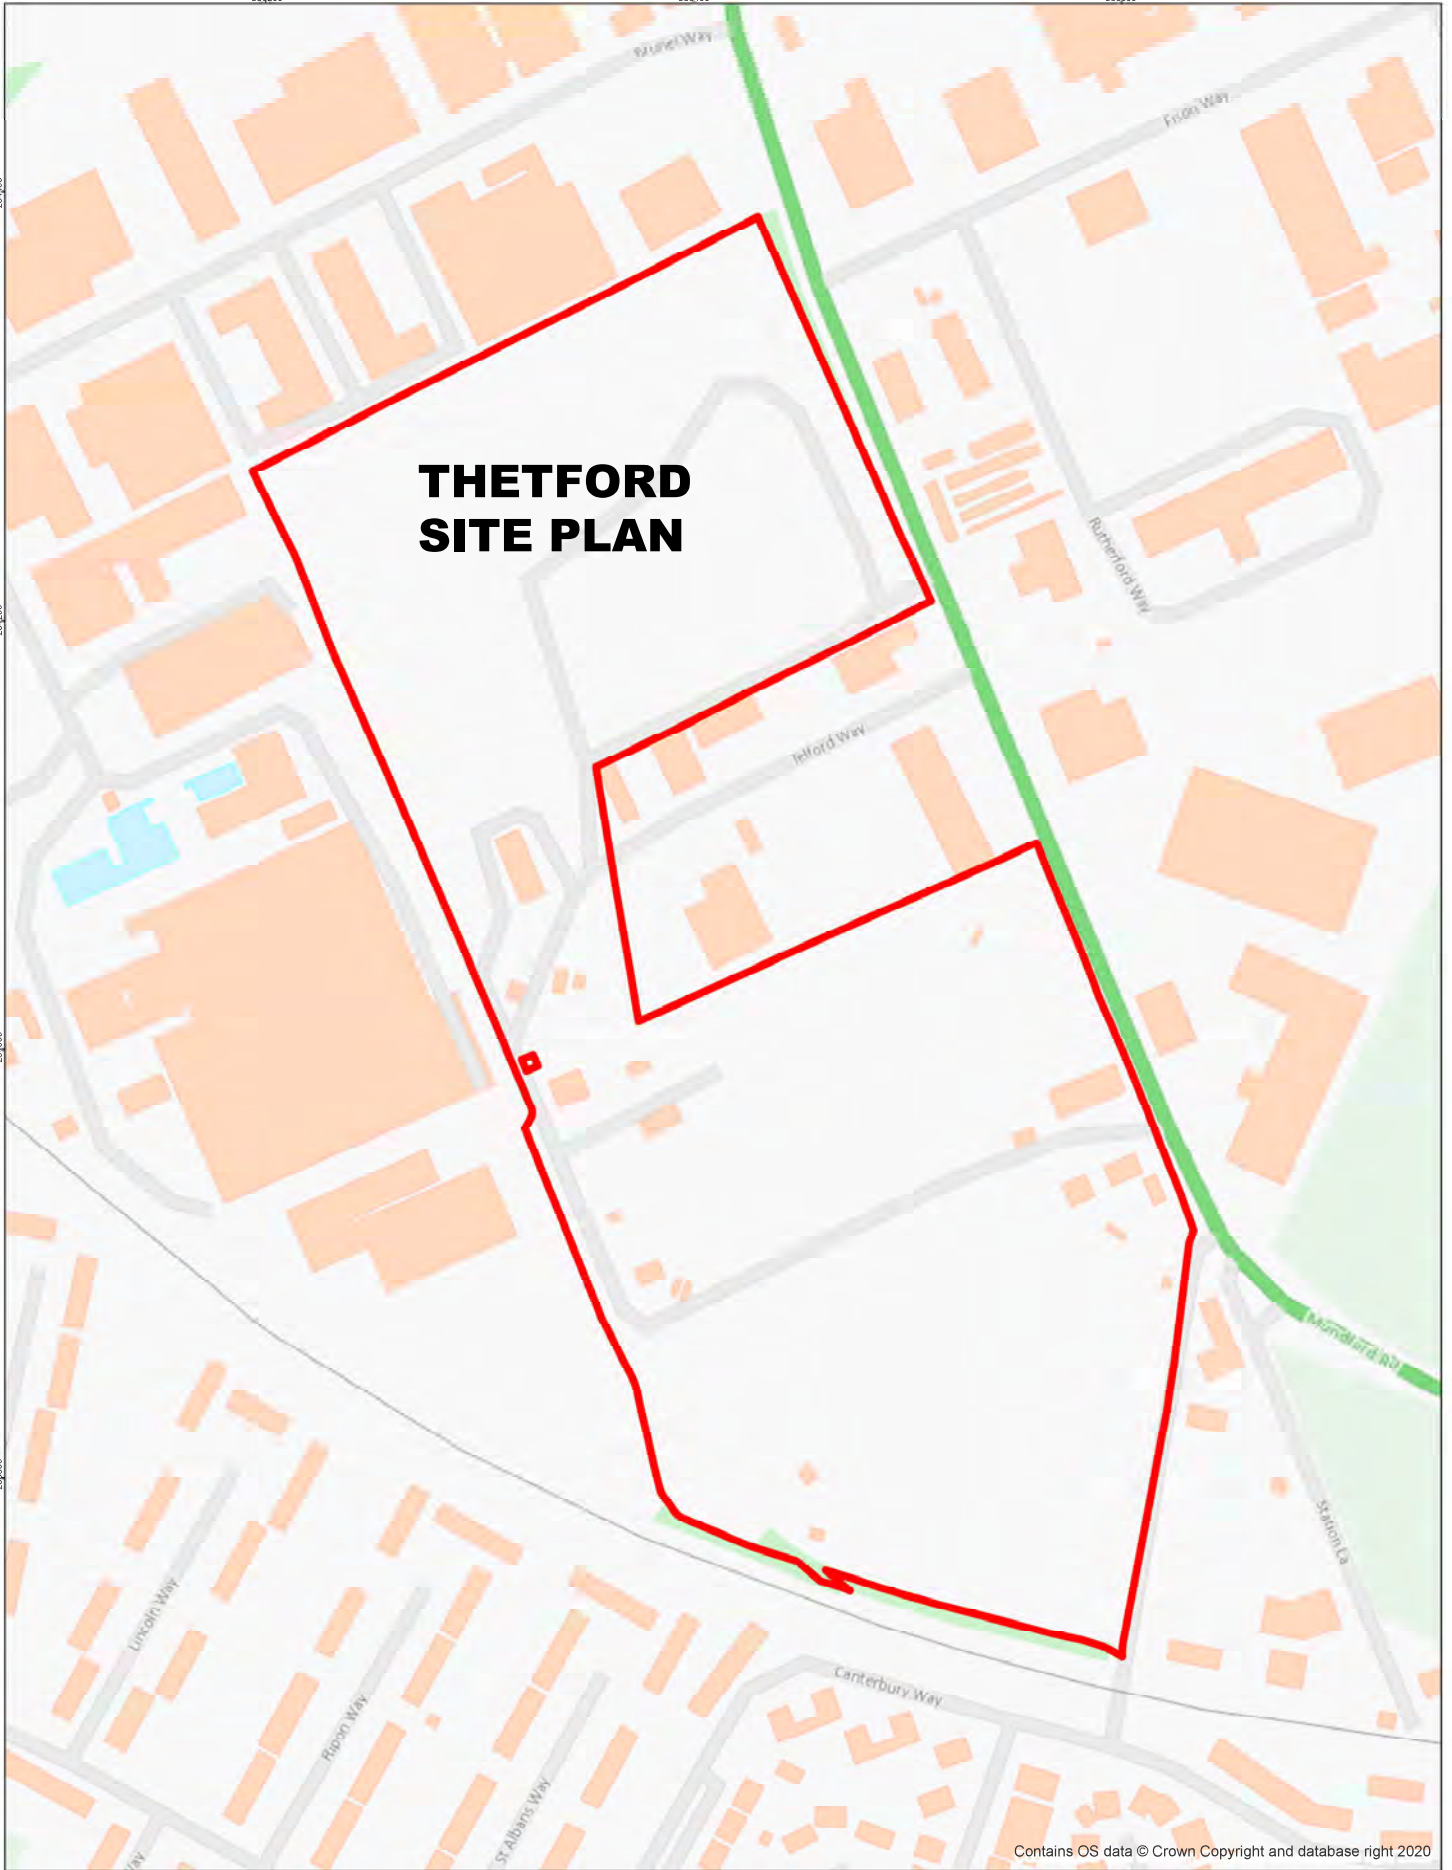 Brunel Way
Fison Way
THETFORD
SITE PLAN
Rutherford Way
Telford Way
Mundford Rd
Station La
Lincoln Way
Canterbury Way
Ripon Way
St Albans Way
Way
Contains OS data © Crown Copyright and database right 2020